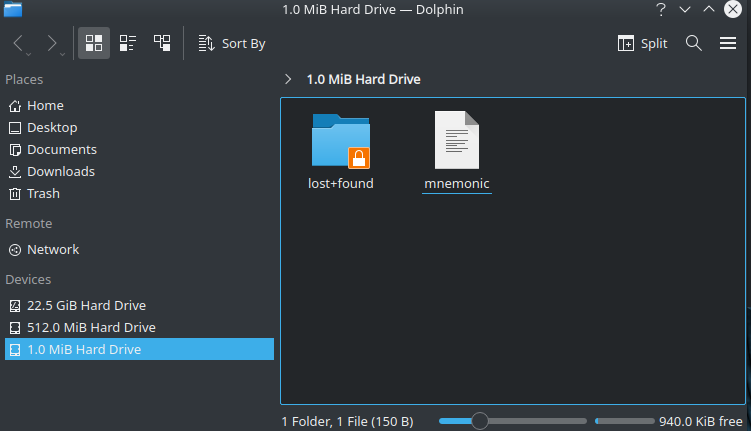 1.0 MiB Hard Drive — Dolphin
Sort By
Split
Places
Home
Desktop
Documents
Downloads
Trash
Remote
Network
Devices
22.5 GiB Hard Drive
512.0 MiB Hard Drive
1.0 MiB Hard Drive
1.0 MiB Hard Drive
lost+found
mnemonic
1 Folder, 1 File (150 B)
940.0 KiB free